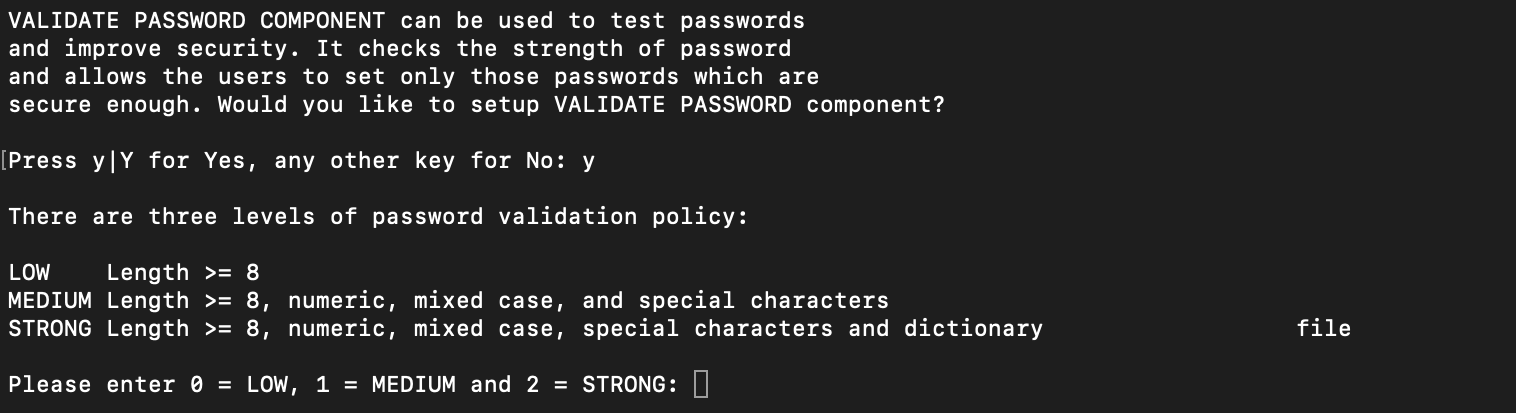 VALIDATE PASSWORD COMPONENT can be used to test passwords
and improve security. It checks the strength of password
and allows the users to set only those passwords which are
secure enough. Would you like to setup VALIDATE PASSWORD component?
[Press y|Y for Yes, any other key for No: y
There are three levels of password validation policy:
LOW    Length >= 8
MEDIUM Length >= 8, numeric, mixed case, and special characters
STRONG Length >= 8, numeric, mixed case, special characters and dictionary                  file
Please enter 0 = LOW, 1 = MEDIUM and 2 = STRONG: